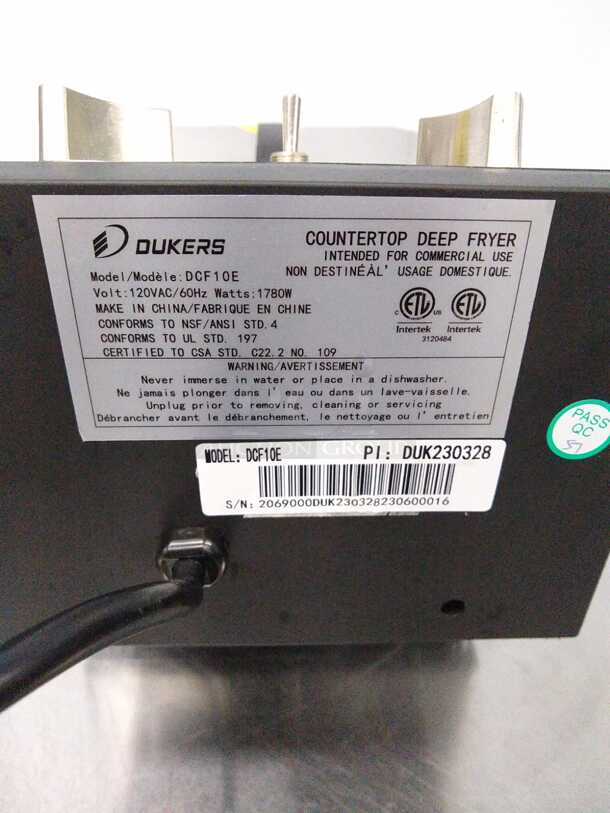 DUKERS
COUNTERTOP DEEP FRYER
INTENDED FOR COMMERCIAL USE
NON DESTINÉÀL' USAGE DOMESTIQUE.
Model/Modèle:DCF10E
Volt:120VAC/60Hz Watts:1780W
MAKE IN CHINA/FABRIQUE EN CHINE
CONFORMS TO NSF/ANSI STD.4
CONFORMS TO UL STD. 197
CERTIFIED TO CSA STD. C22.2 NO. 109
C ETL US ETL
Intertek Intertek
3120484
WARNING/AVERTISSEMENT
Never immerse in water or place in a dishwasher.
Ne jamais plonger dans l' eau ou dans un lave-vaisselle.
Unplug prior to removing, cleaning or servicing
Débrancher avant le débranchement, le nettoyage ou l' entretien
PASS
QC
MODEL: DCF10E PI: DUK230328
S/N: 2069000DUK230328230600016